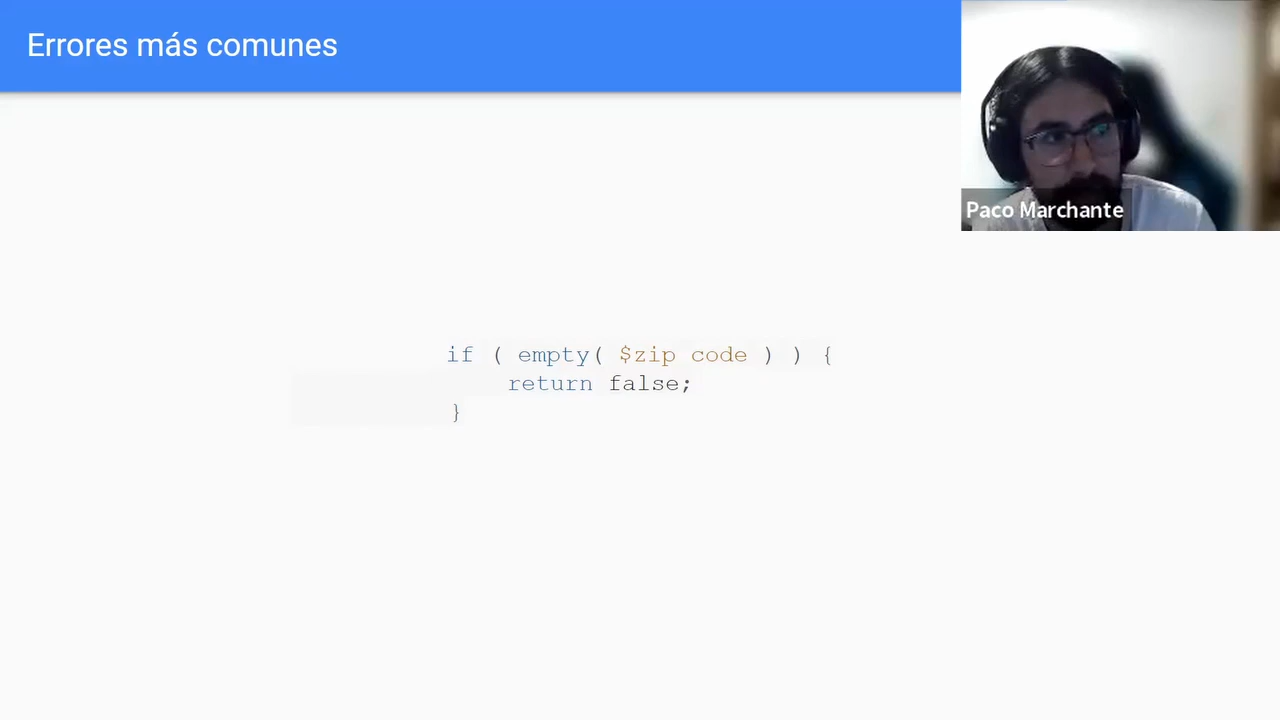 Errores más comunes
Paco Marchante
if ( empty( $zip code ) ) {
return false;
}